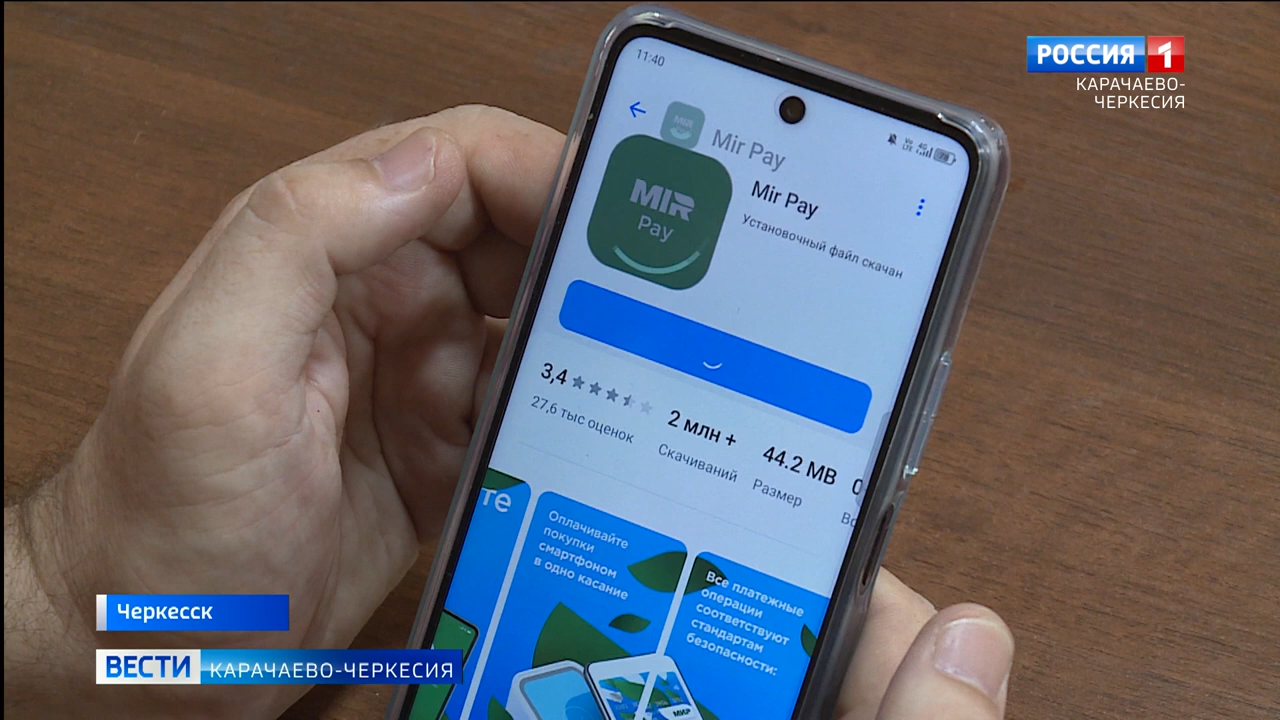 РОССИЯ 1
КАРАЧАЕВО-
ЧЕРКЕСИЯ
11:40
Mir Pay
MIR
Pay
Mir Pay
Установочный файл скачан
3,4
27,6 тыс оценок
2 млн +
Скачиваний
44.2 MB
Размер
те
Оплачивайте
покупки
смартфоном
в одно касание
Все платежные
операции
соответствуют
стандартам
безопасности:
МИР
Черкесск
ВЕСТИ КАРАЧАЕВО-ЧЕРКЕСИЯ